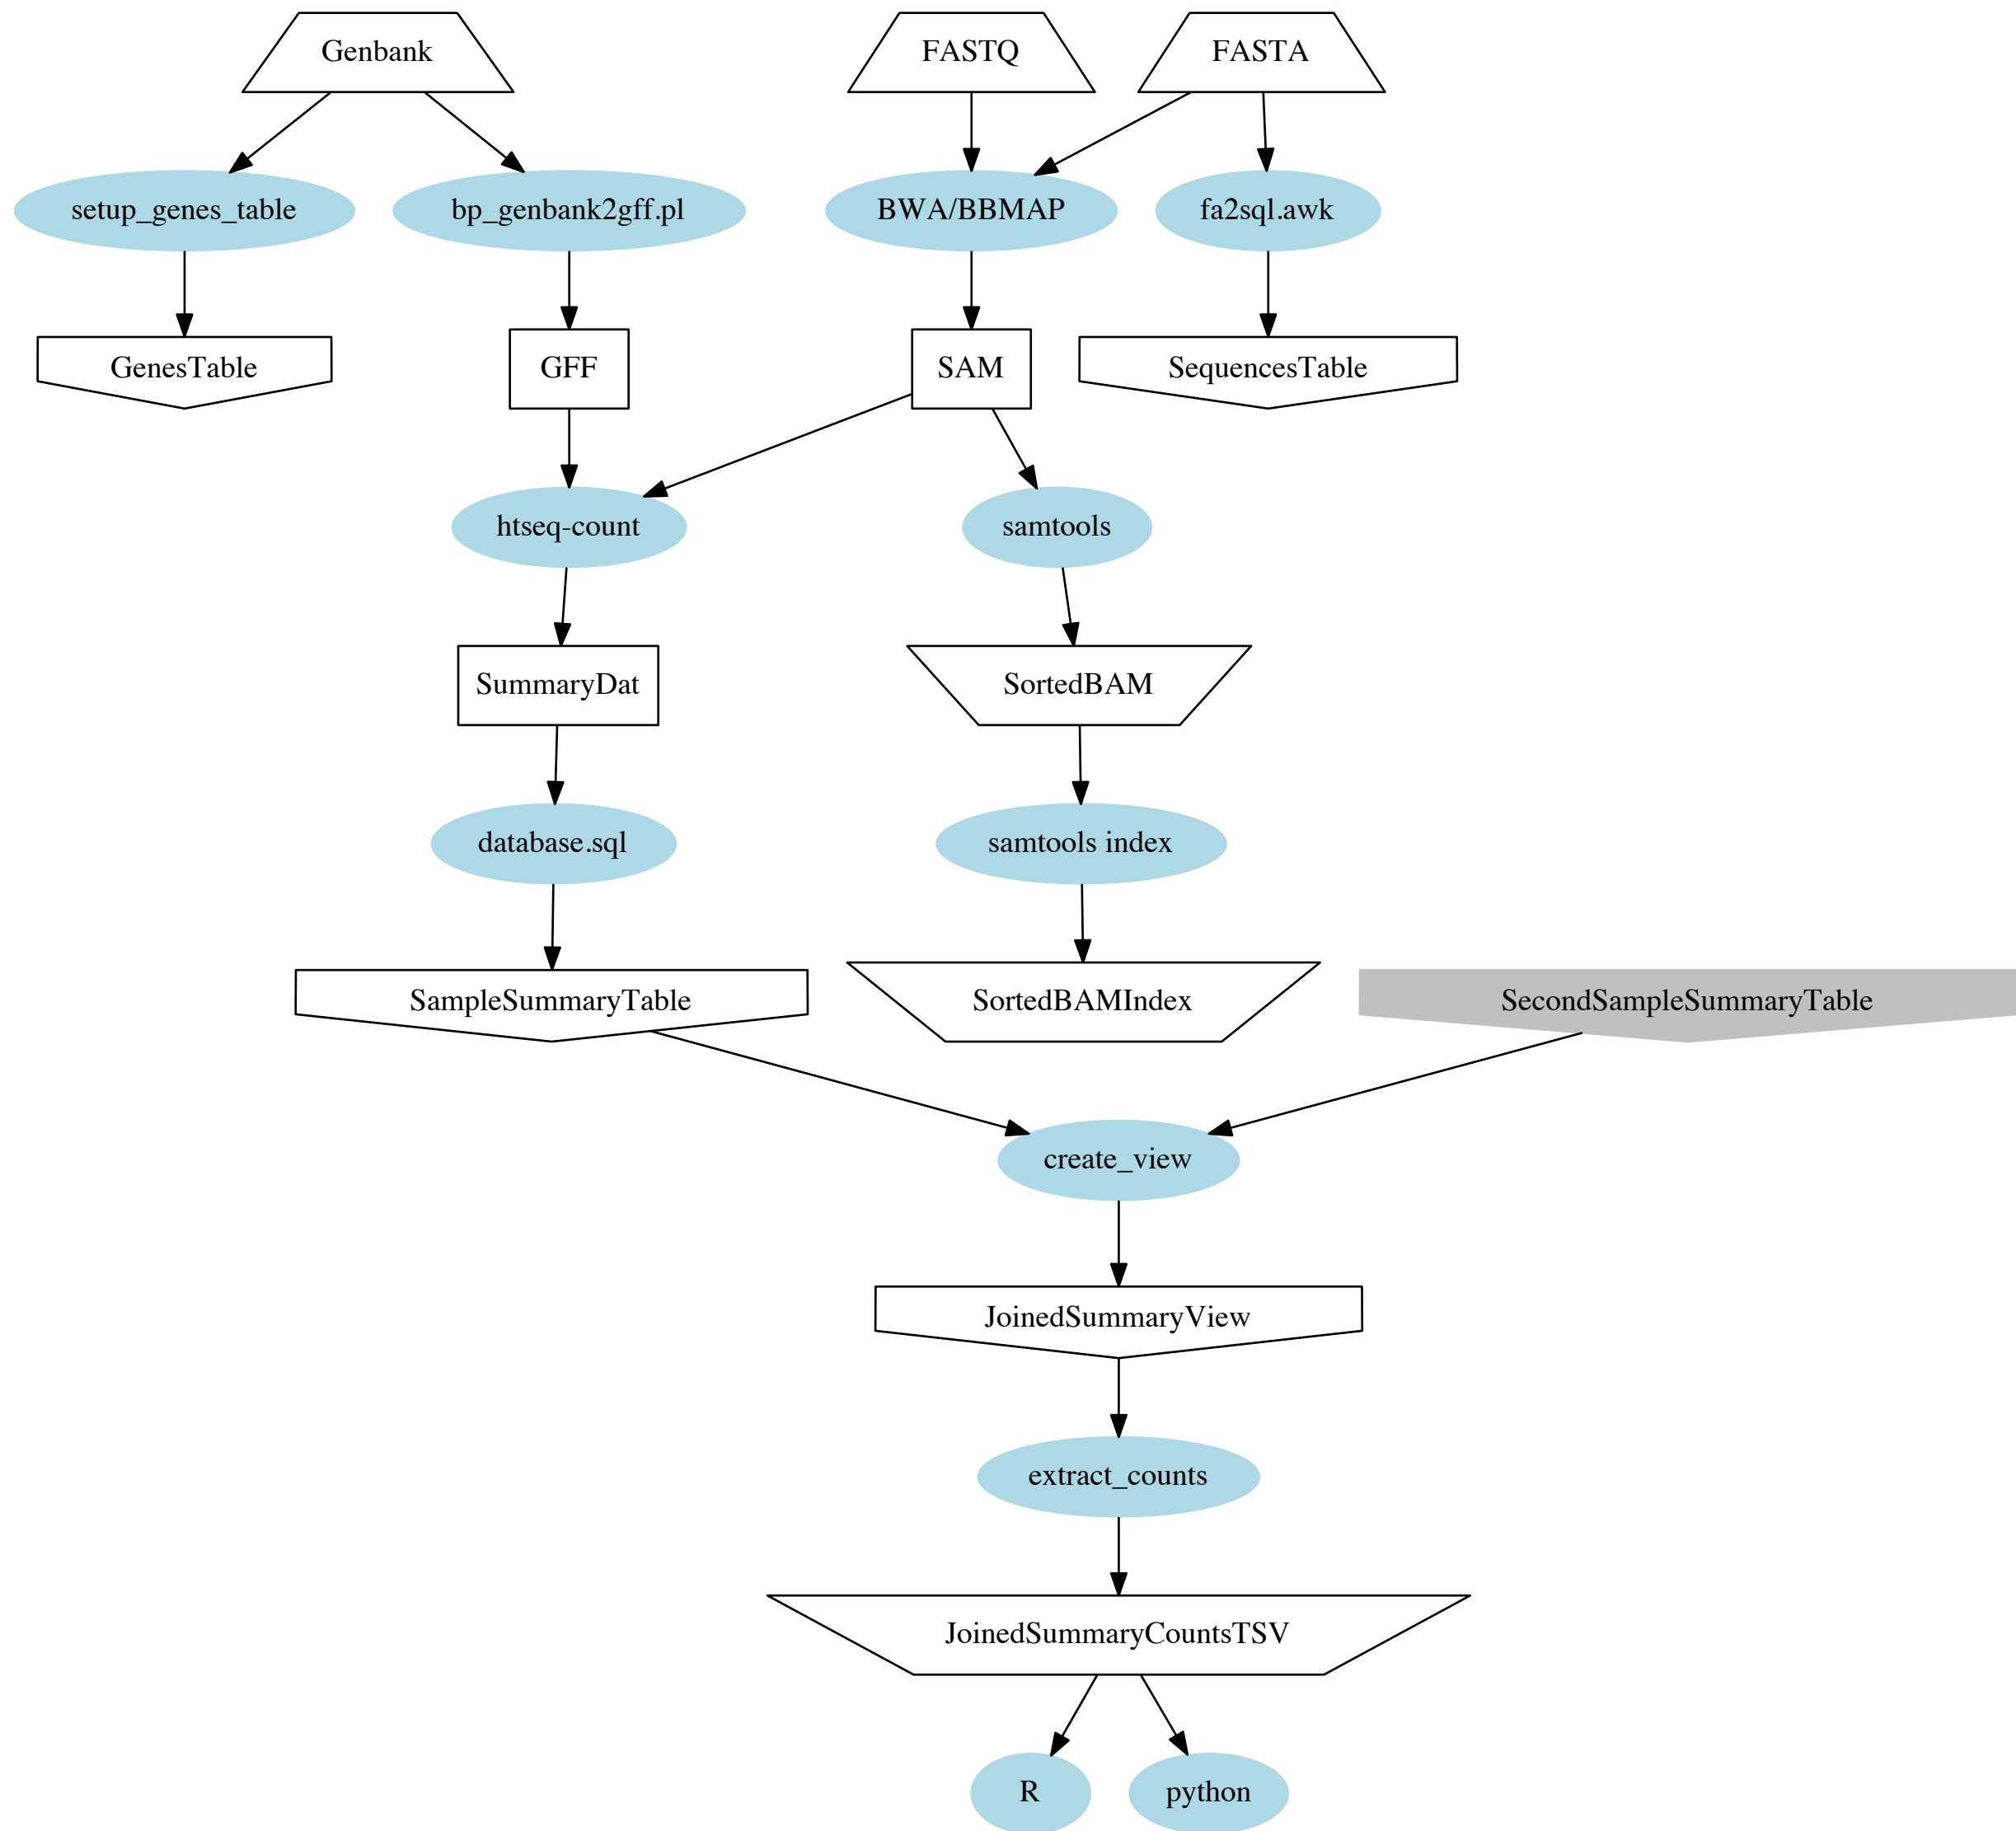 Genbank
FASTQ
FASTA
setup_genes_table
bp_genbank2gff.pl
BWA/BBMAP
fa2sql.awk
GenesTable
GFF
SAM
SequencesTable
htseq-count
samtools
SummaryDat
SortedBAM
database.sql
samtools index
SampleSummaryTable
SortedBAMIndex
SecondSampleSummaryTable
create_view
JoinedSummaryView
extract_counts
JoinedSummaryCountsTSV
R
python